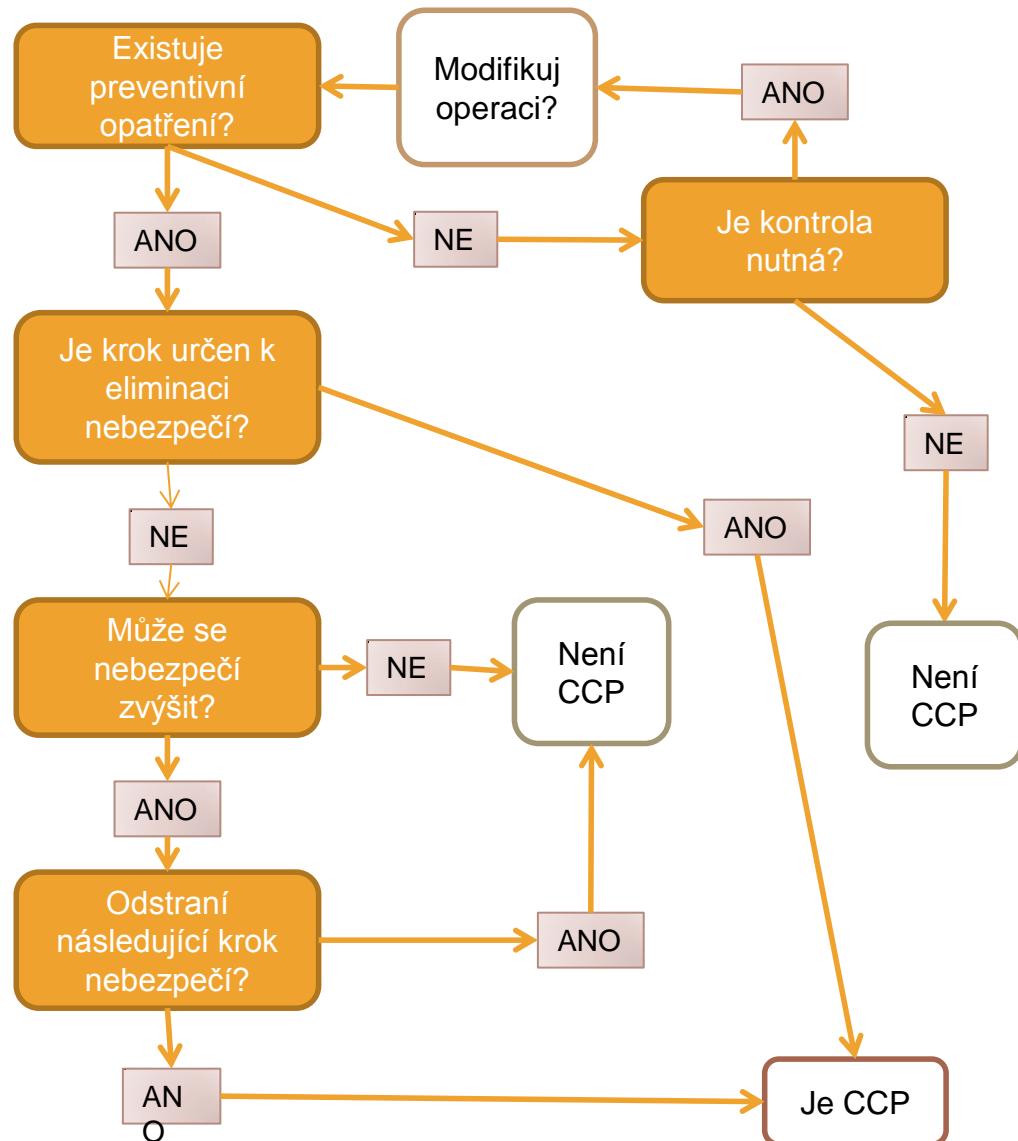 Existuje
preventivní
opatření?
Modifikuj
operaci?
ANO
ANO
NE
Je kontrola
nutná?
Je krok určen k
eliminaci
nebezpečí?
NE
NE
ANO
Může se
nebezpečí
zvýšit?
NE
Není
CCP
Není
CCP
ANO
Odstraní
následující krok
nebezpečí?
ANO
AN
O
Je CCP